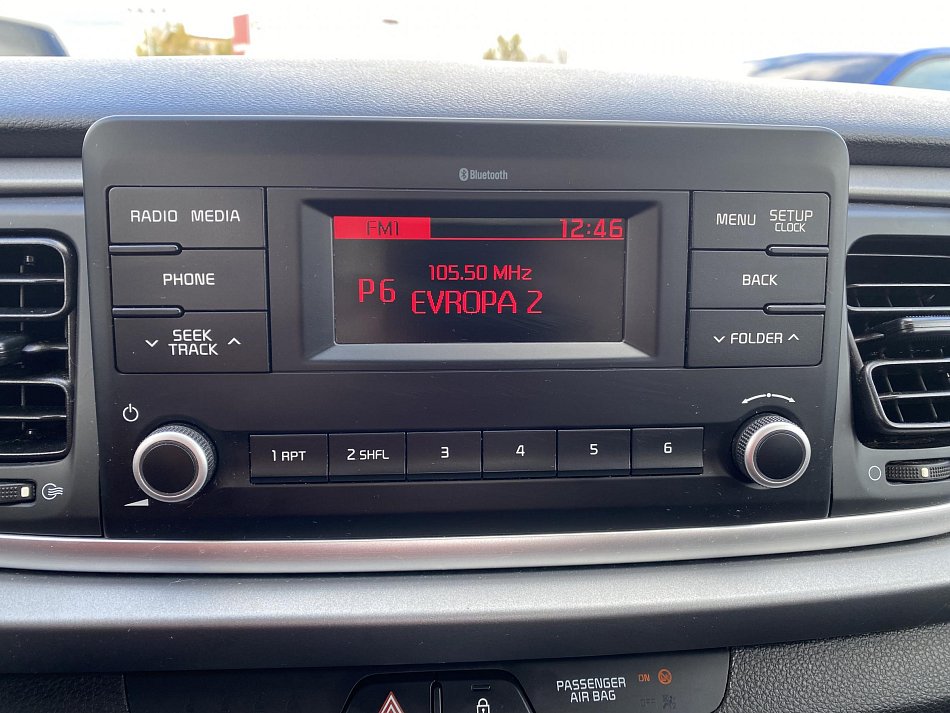 Bluetooth
RADIO MEDIA
PHONE
SEEK
TRACK
FM1 12:46
105.50 MHz
P6 EVROPA 2
MENU SETUP
CLOCK
BACK
FOLDER
1 RPT 2 SHFL 3 4 5 6
PASSENGER
AIR BAG
ON
OFF